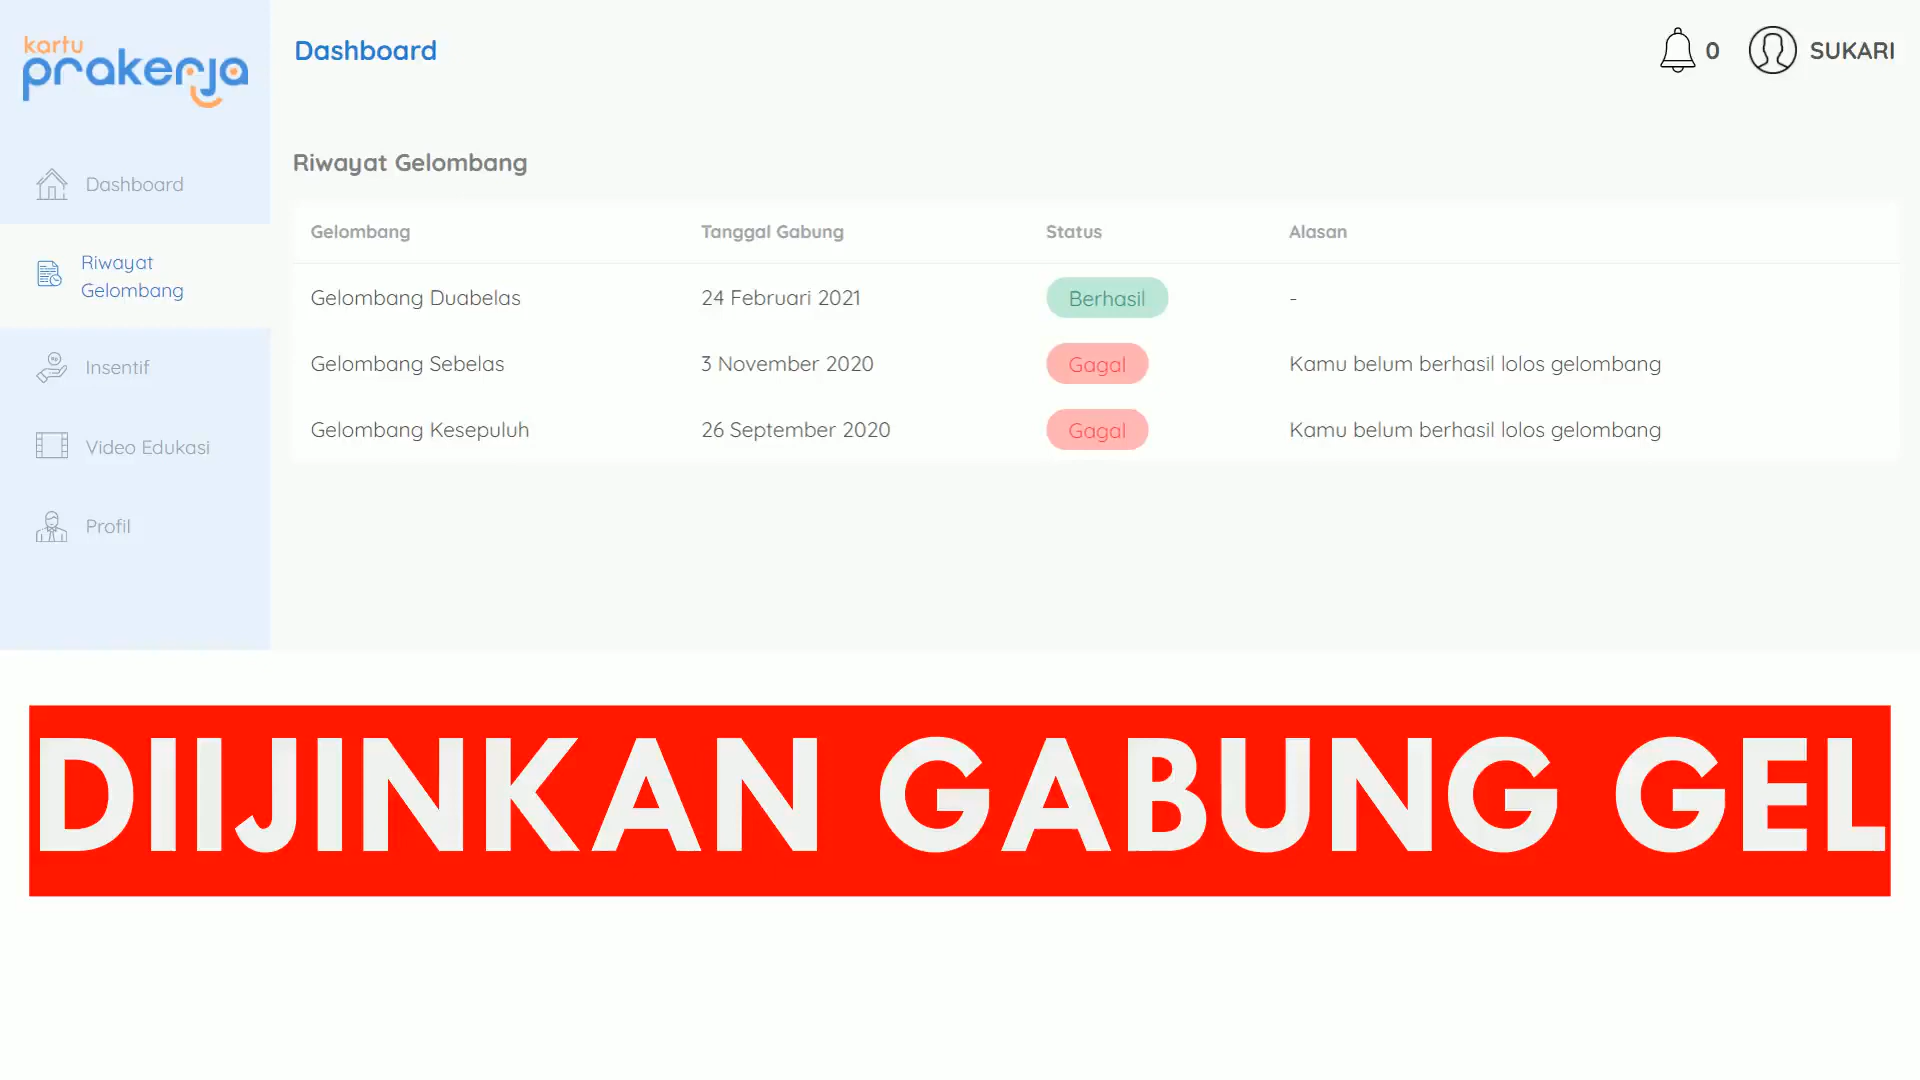 kartu
prakerja
Dashboard
0 SUKARI
Dashboard
Riwayat
Gelombang
Insentif
Video Edukasi
Profil
Riwayat Gelombang
Gelombang Tanggal Gabung Status Alasan
Gelombang Duabelas 24 Februari 2021 Berhasil -
Gelombang Sebelas 3 November 2020 Gagal Kamu belum berhasil lolos gelombang
Gelombang Kesepuluh 26 September 2020 Gagal Kamu belum berhasil lolos gelombang
DIIJINKAN GABUNG GEL